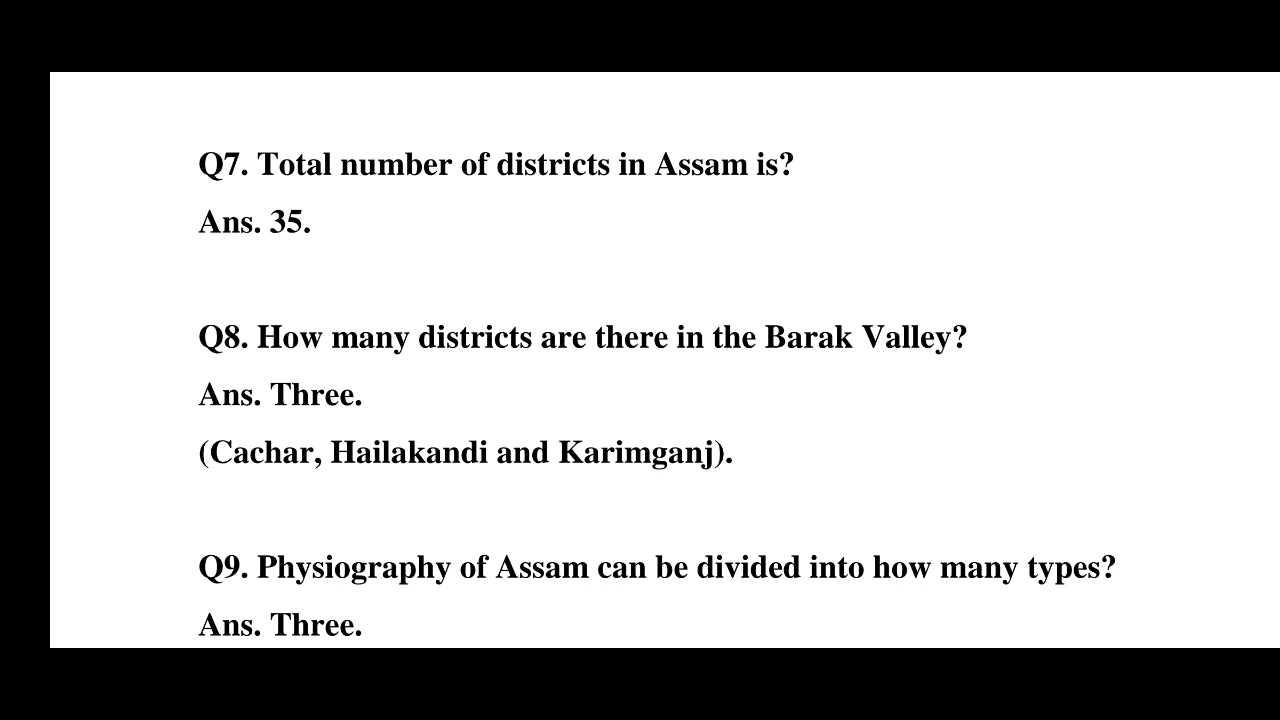 Q7. Total number of districts in Assam is?
Ans. 35.
Q8. How many districts are there in the Barak Valley?
Ans. Three.
(Cachar, Hailakandi and Karimganj).
Q9. Physiography of Assam can be divided into how many types?
Ans. Three.